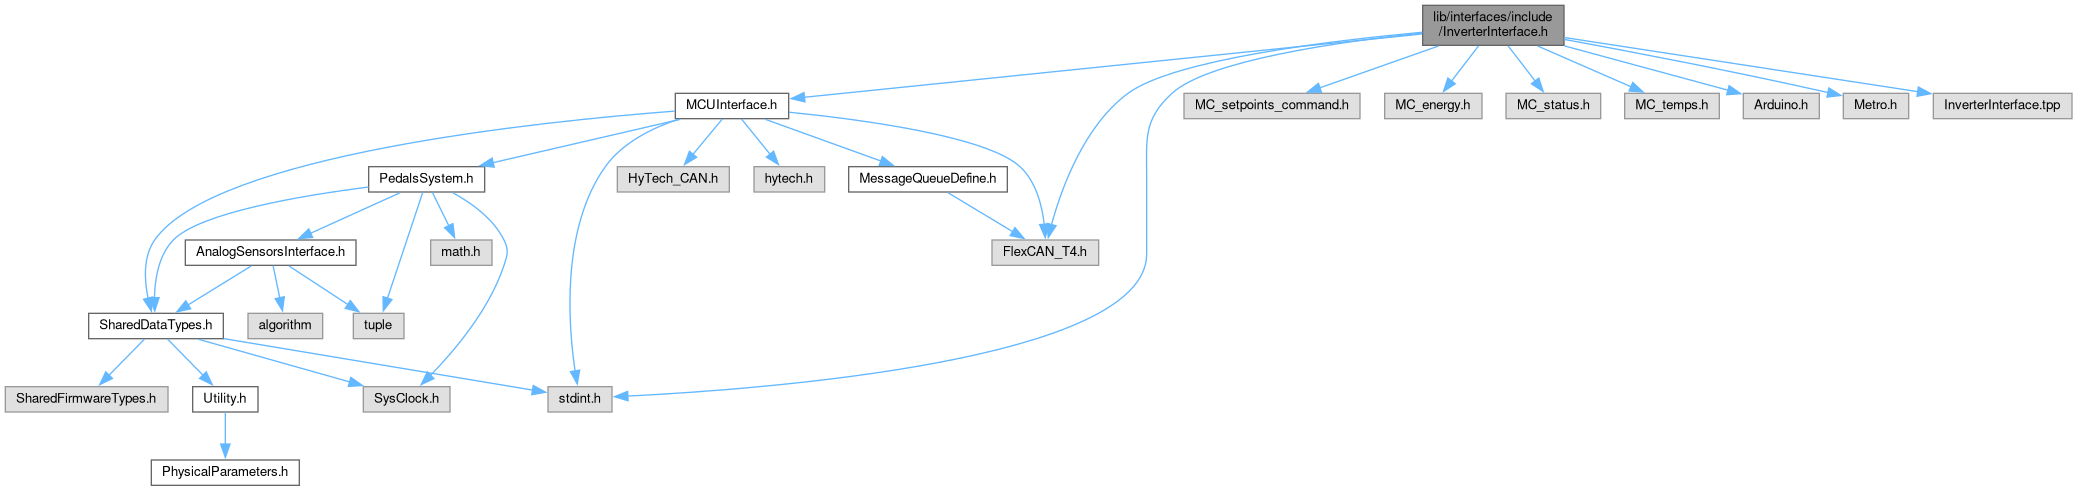 lib/interfaces/include
/InverterInterface.h
MCUInterface.h
MC_setpoints_command.h
MC_energy.h
MC_status.h
MC_temps.h
Arduino.h
Metro.h
InverterInterface.tpp
PedalsSystem.h
HyTech_CAN.h
hytech.h
MessageQueueDefine.h
AnalogSensorsInterface.h
math.h
FlexCAN_T4.h
SharedDataTypes.h
algorithm
tuple
SharedFirmwareTypes.h
Utility.h
SysClock.h
stdint.h
PhysicalParameters.h